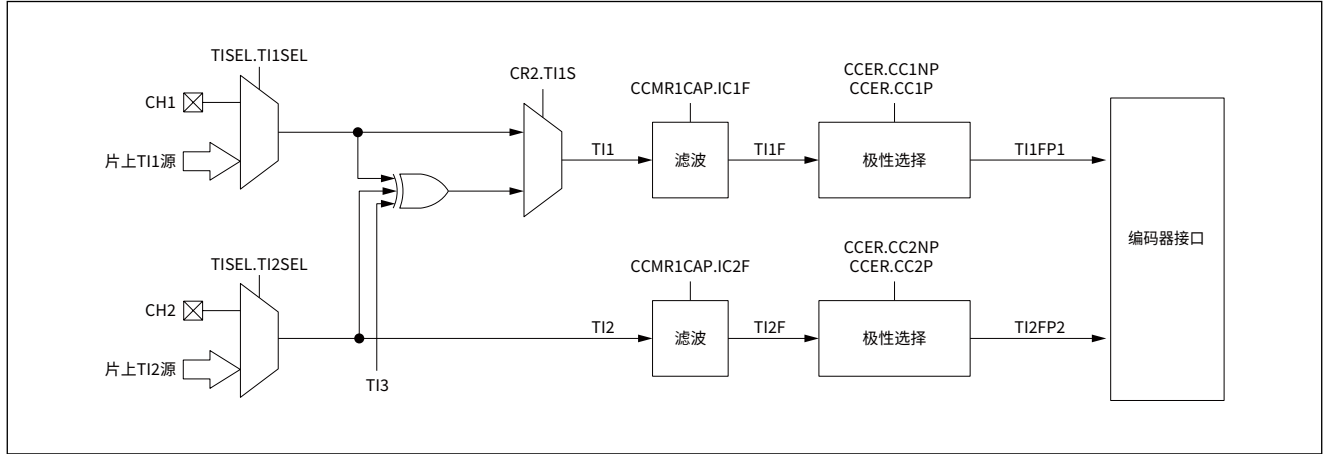 TISEL.TI1SEL
CH1
片上TI1源
CR2.TI1S
TI1
CCMR1CAP.IC1F
滤波
TI1F
CCER.CC1NP
CCER.CC1P
极性选择
TI1FP1
编码器接口
TISEL.TI2SEL
CH2
片上TI2源
TI3
TI2
CCMR1CAP.IC2F
滤波
TI2F
CCER.CC2NP
CCER.CC2P
极性选择
TI2FP2